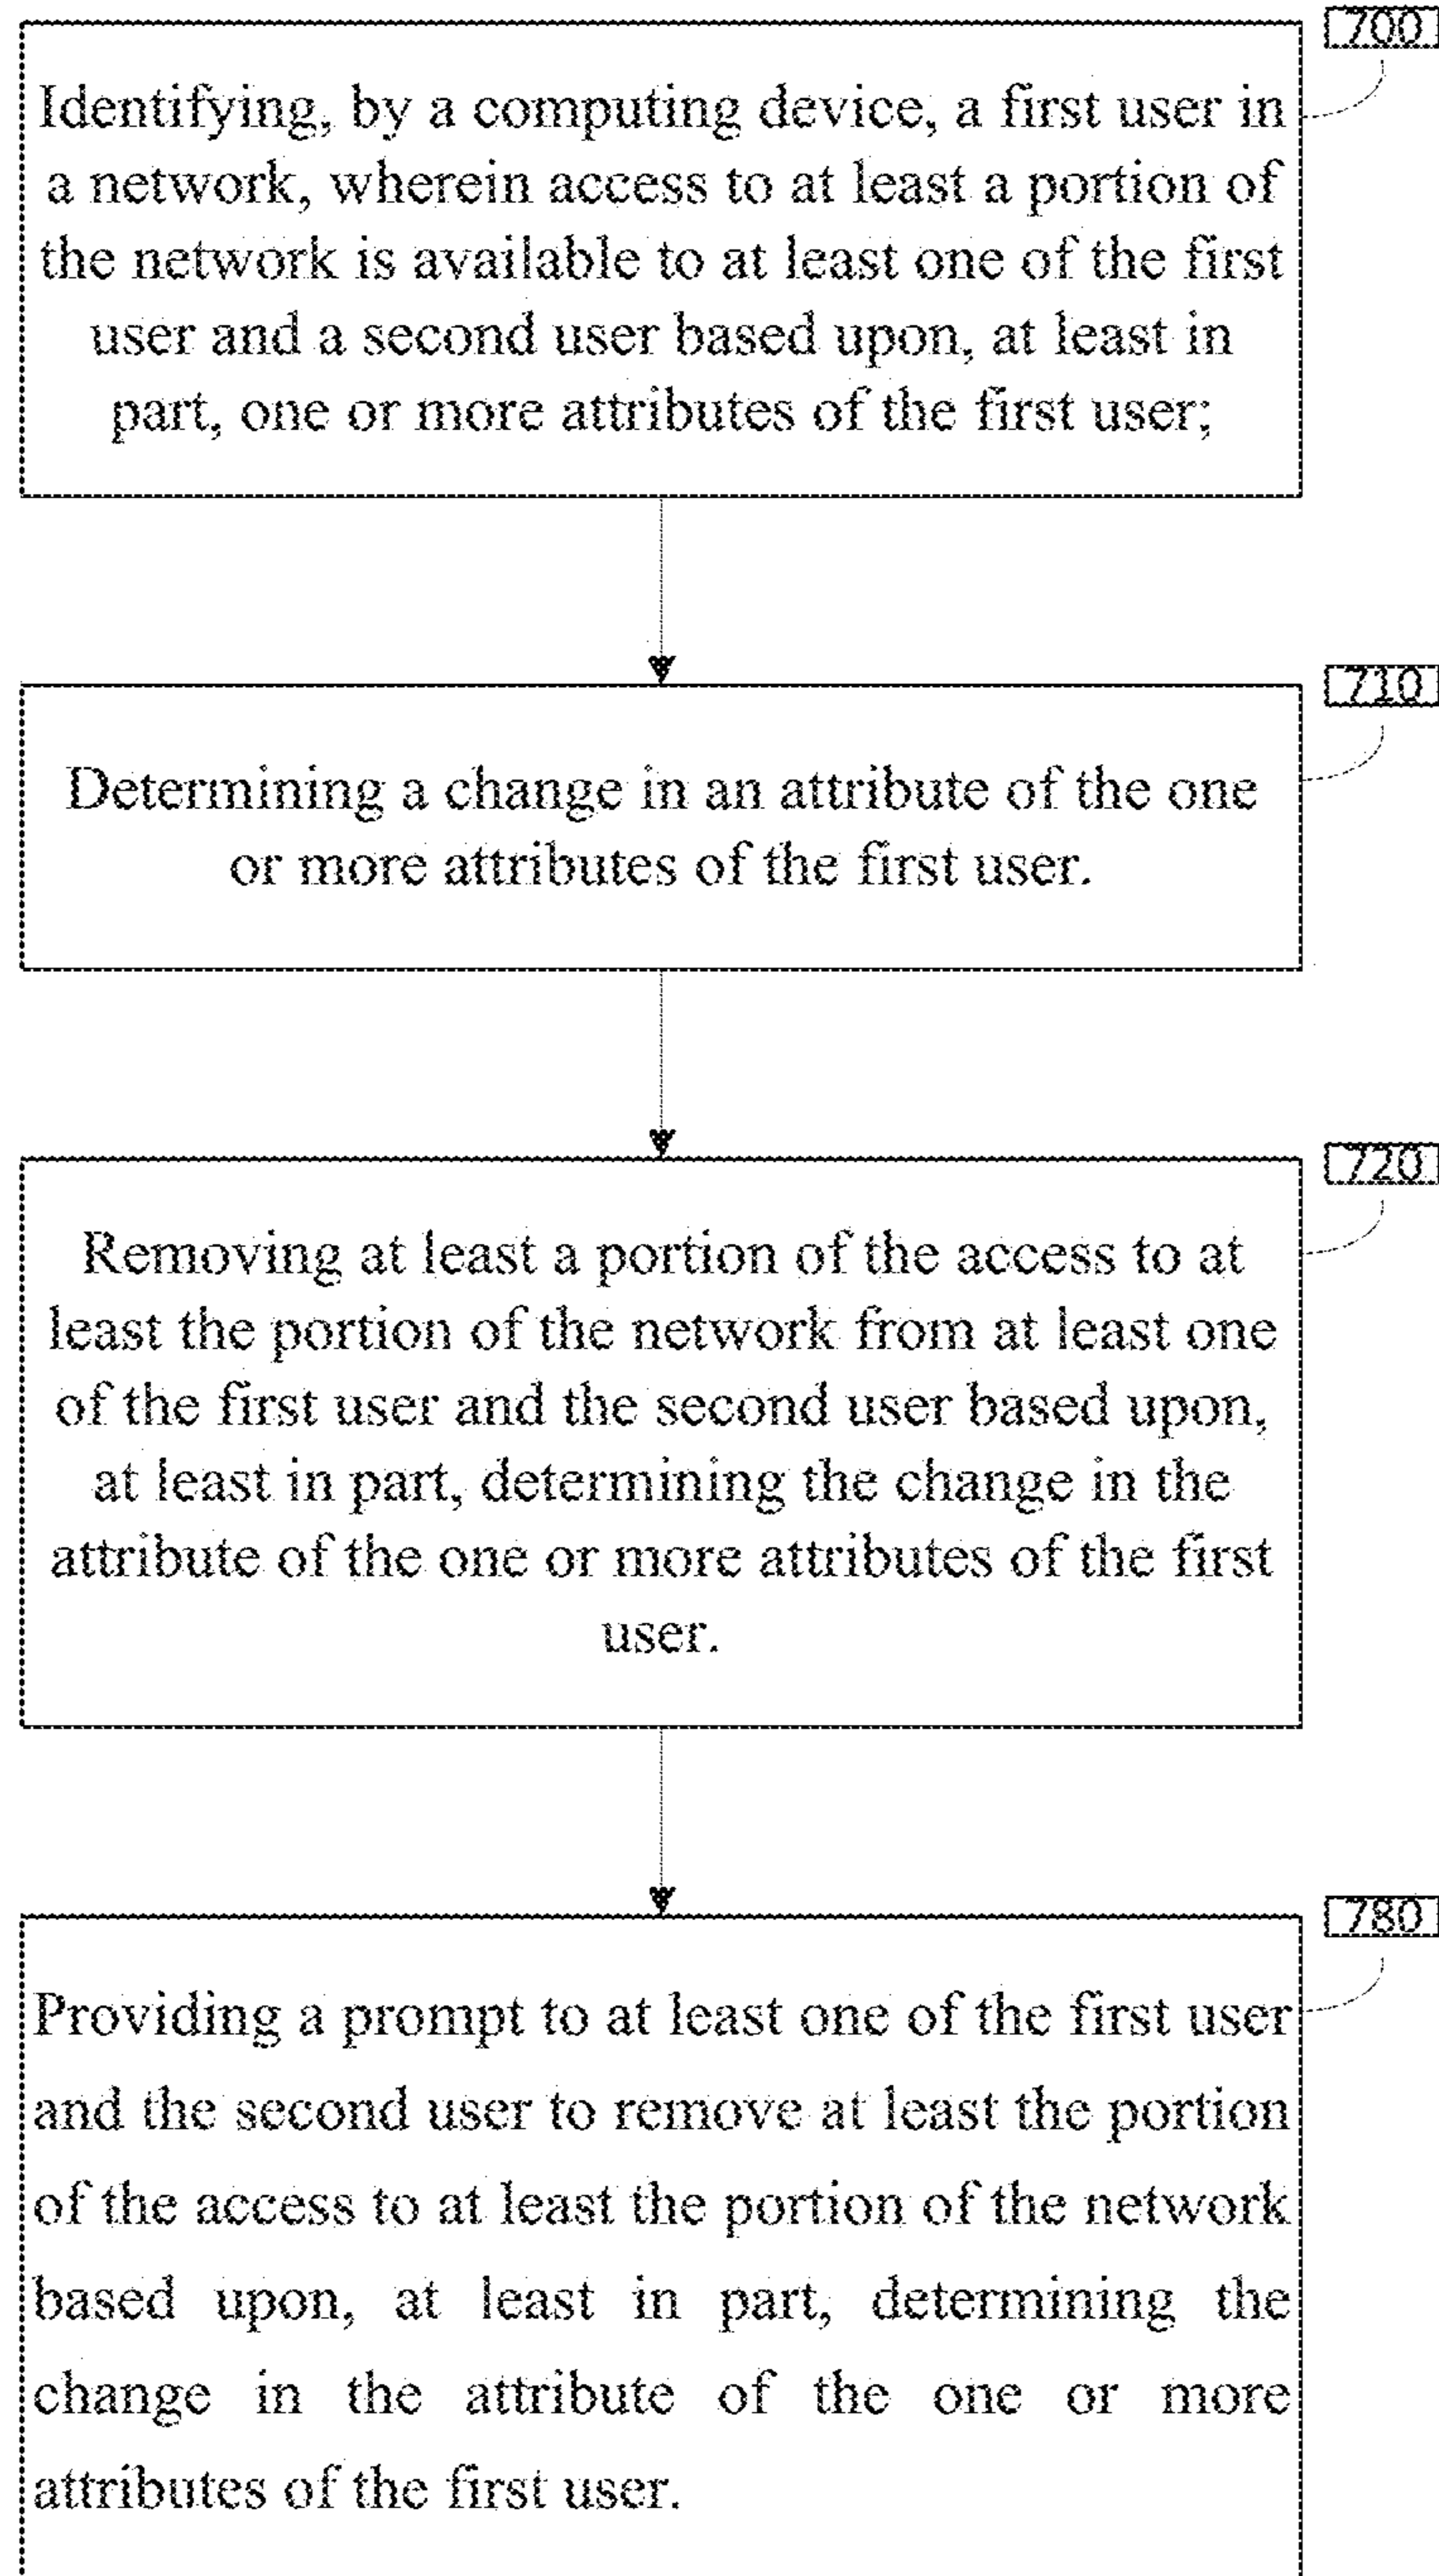 700
Identifying, by a computing device, a first user in
a network, wherein access to at least a portion of
the network is available to at least one of the first
user and a second user based upon, at least in
part, one or more attributes of the first user;
710
Determining a change in an attribute of the one
or more attributes of the first user.
720
Removing at least a portion of the access to at
least the portion of the network from at least one
of the first user and the second user based upon,
at least in part, determining the change in the
attribute of the one or more attributes of the first
user.
780
Providing a prompt to at least one of the first user
and the second user to remove at least the portion
of the access to at least the portion of the network
based upon, at least in part, determining the
change in the attribute of the one or more
attributes of the first user.